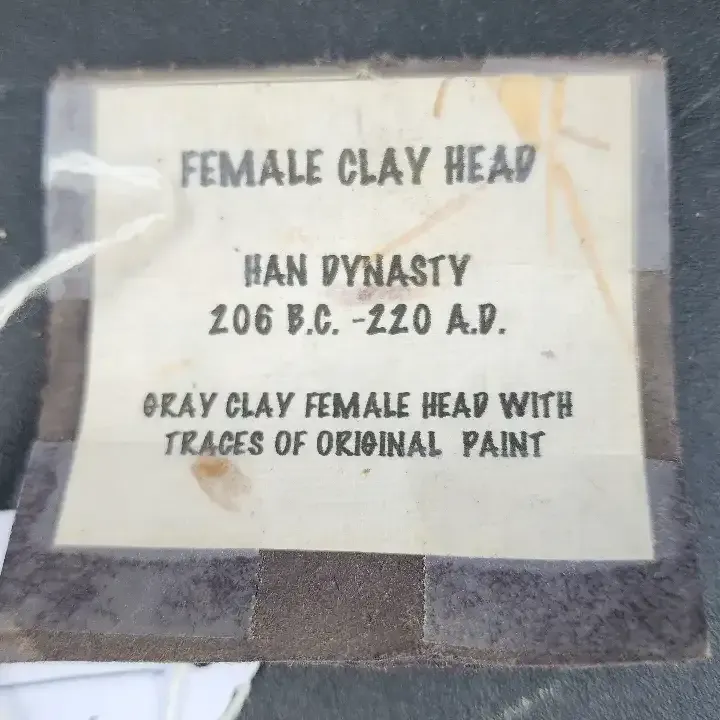 FEMALE CLAY HEAD
HAN DYNASTY
206 B.C. -220 A.D.
GRAY CLAY FEMALE HEAD WITH
TRACES OF ORIGINAL PAINT